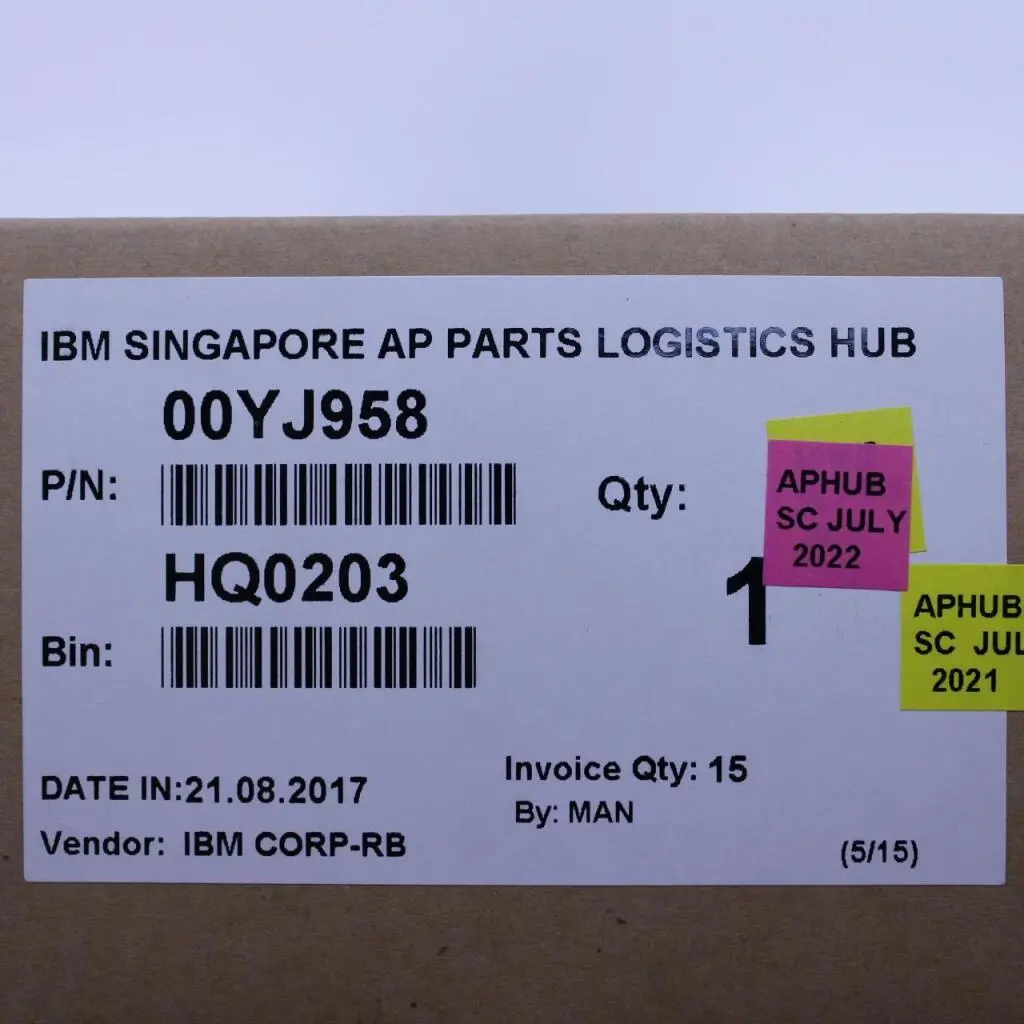 IBM SINGAPORE AP PARTS LOGISTICS HUB
00YJ958
P/N:
Qty:
1
HQ0203
Bin:
DATE IN:21.08.2017
Invoice Qty: 15
By: MAN
Vendor: IBM CORP-RB
(5/15)
APHUB
SC JULY
2022
APHUB
SC JUL
2021